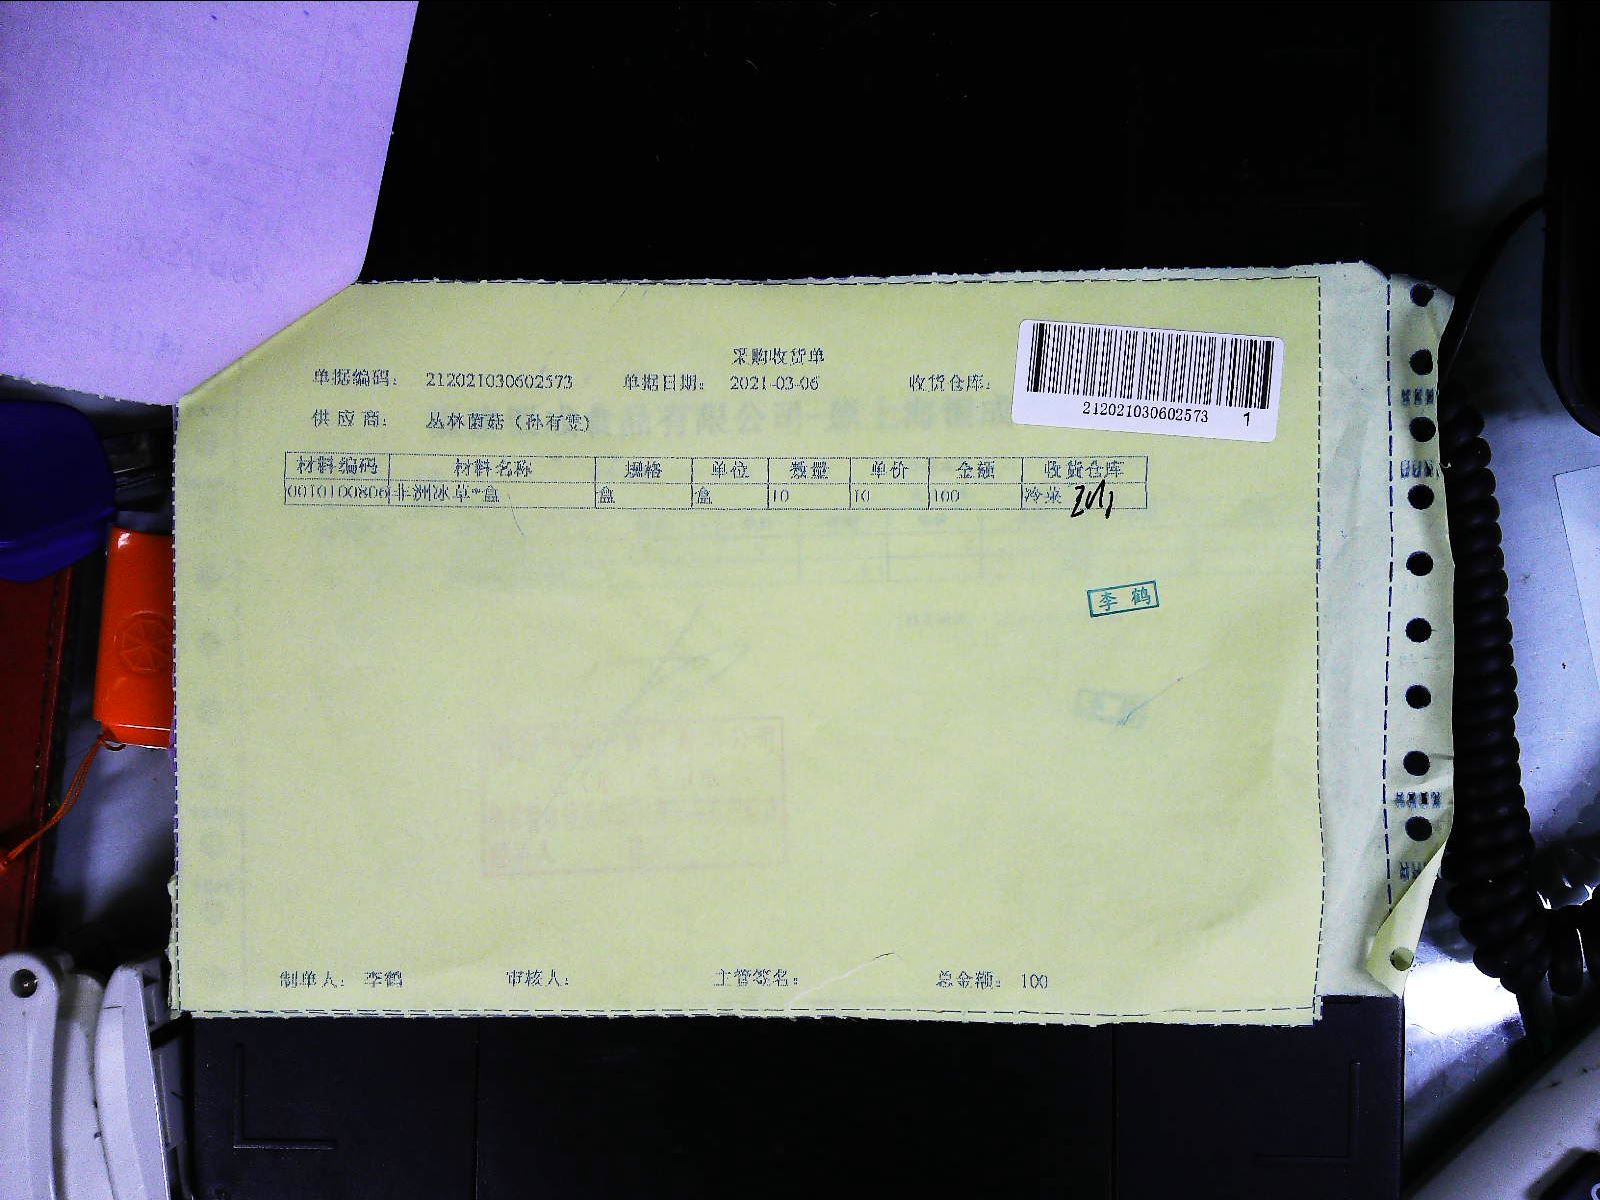 采购收货单
单据编码： 212021030602573 单据日期： 2021-03-06 收货仓库：
212021030602573 1
供应商： 丛林菌菇（孙有雯）
材料编码 材料名称 规格 单位 数量 单价 金额 收货仓库
0010100806 非洲冰草*盒 盒 盒 10 10 100 冷菜
李鹤
制单人： 李鹤 审核人： 主管签名： 总金额： 100